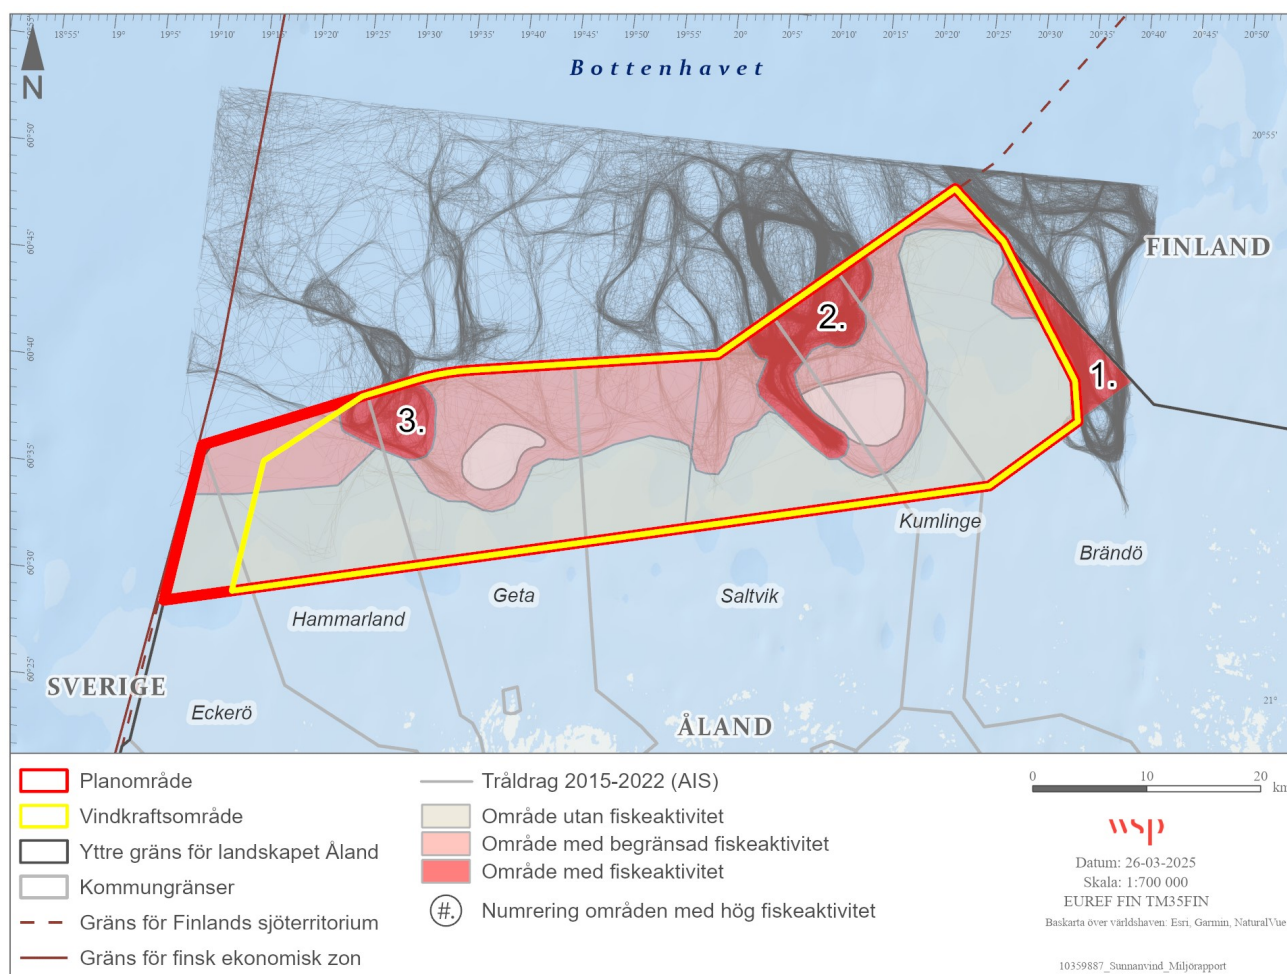 18°55' 19° 19°5' 19°10' 19°20' 19°25' 19°30' 19°35' 19°40' 19°45' 19°50' 19°55' 20° 20°5' 20°10' 20°15' 20°20' 20°25' 20°30' 20°35' 20°40' 20°45' 20°50'
N
Bottenhavet
60°50'
20°55'
60°45'
FINLAND
60°40'
2.
1.
3.
60°35'
Kumlinge
Brändö
60°30'
Geta
Saltvik
Hammarland
60°25'
SVERIGE
Eckerö
ÅLAND
21°
Planområde
Vindkraftsområde
Yttre gräns för landskapet Åland
Kommungränser
Gräns för Finlands sjöterritorium
Gräns för finsk ekonomisk zon
Tråldrag 2015-2022 (AIS)
Område utan fiskeaktivitet
Område med begränsad fiskeaktivitet
Område med fiskeaktivitet
#. Numrering områden med hög fiskeaktivitet
0 10 20
km
wsp
Datum: 26-03-2025
Skala: 1:700 000
EUREF FIN TM35FIN
Baskarta över världshaven: Esri, Garmin, NaturalVue
10359887_Sunnanvind_Miljörapport